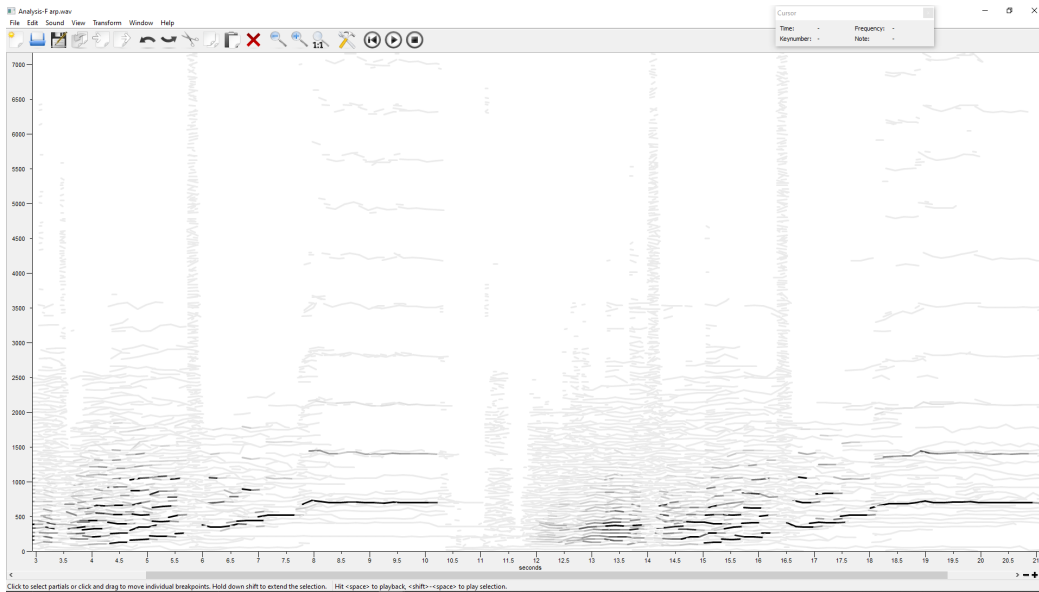 Analysis-F arp.wav
File Edit Sound View Transform Window Help
1:1
Cursor
Time: - Frequency: -
Keynumber: - Note: -
7000
6500
6000
5500
5000
4500
4000
3500
3000
2500
2000
1500
1000
500
0
3 3.5 4 4.5 5 5.5 6 6.5 7 7.5 8 8.5 9 9.5 10 10.5 11 11.5 12 12.5 13 13.5 14 14.5 15 15.5 16 16.5 17 17.5 18 18.5 19 19.5 20 20.5 21
seconds
Click to select partials or click and drag to move individual breakpoints. Hold down shift to extend the selection. Hit <space> to playback, <shift>-<space> to play selection.